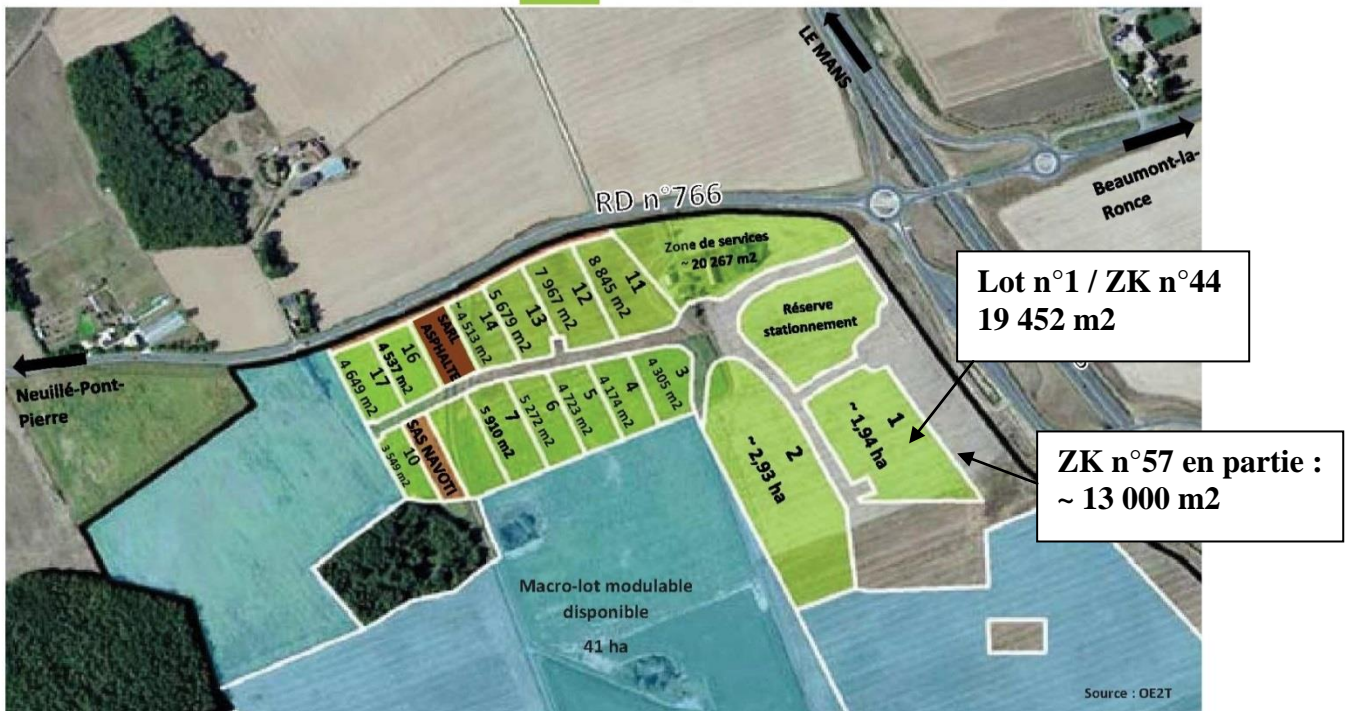 LE MANS
Beaumont-la-
Ronce
RD n°766
Zone de services
~ 20 267 m2
Lot n°1 / ZK n°44
19 452 m2
11
8 845 m2
12
7 967 m2
13
5 679 m2
14
~ 4 513 m2
SARL
ASPHALTE
16
4 537 m2
17
4 649 m2
Réserve
stationnement
Neuillé-Pont-
Pierre
3
4 305 m2
4
4 174 m2
5
4 723 m2
6
5 272 m2
7
5 910 m2
SAS NAVOTI
10
3 549 m2
1
~ 1,94 ha
2
~ 2,93 ha
ZK n°57 en partie :
~ 13 000 m2
Macro-lot modulable
disponible
41 ha
Source : OE2T